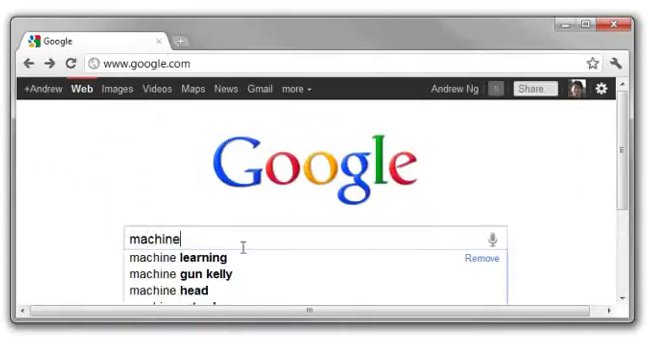 Google
www.google.com
+Andrew Web Images Videos Maps News Gmail more Andrew Ng Share
Google
machine
machine learning Remove
machine gun kelly
machine head
machine